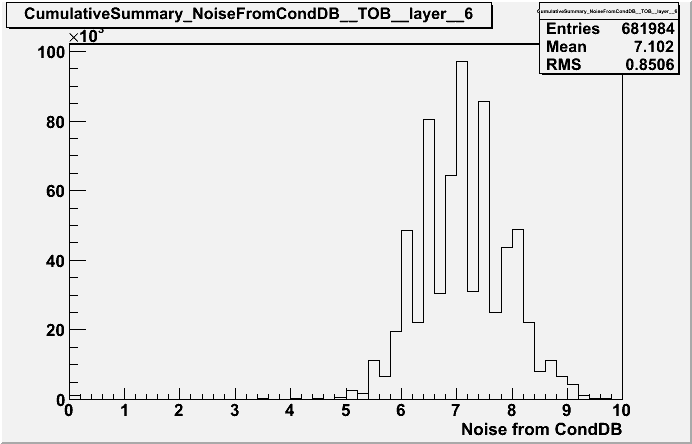 CumulativeSummary_NoiseFromCondDB__TOB__layer__6
CumulativeSummary_NoiseFromCondDB__TOB__layer__6
Entries 681984
Mean 7.102
RMS 0.8506
×10³
100
80
60
40
20
0
0 1 2 3 4 5 6 7 8 9 10
Noise from CondDB